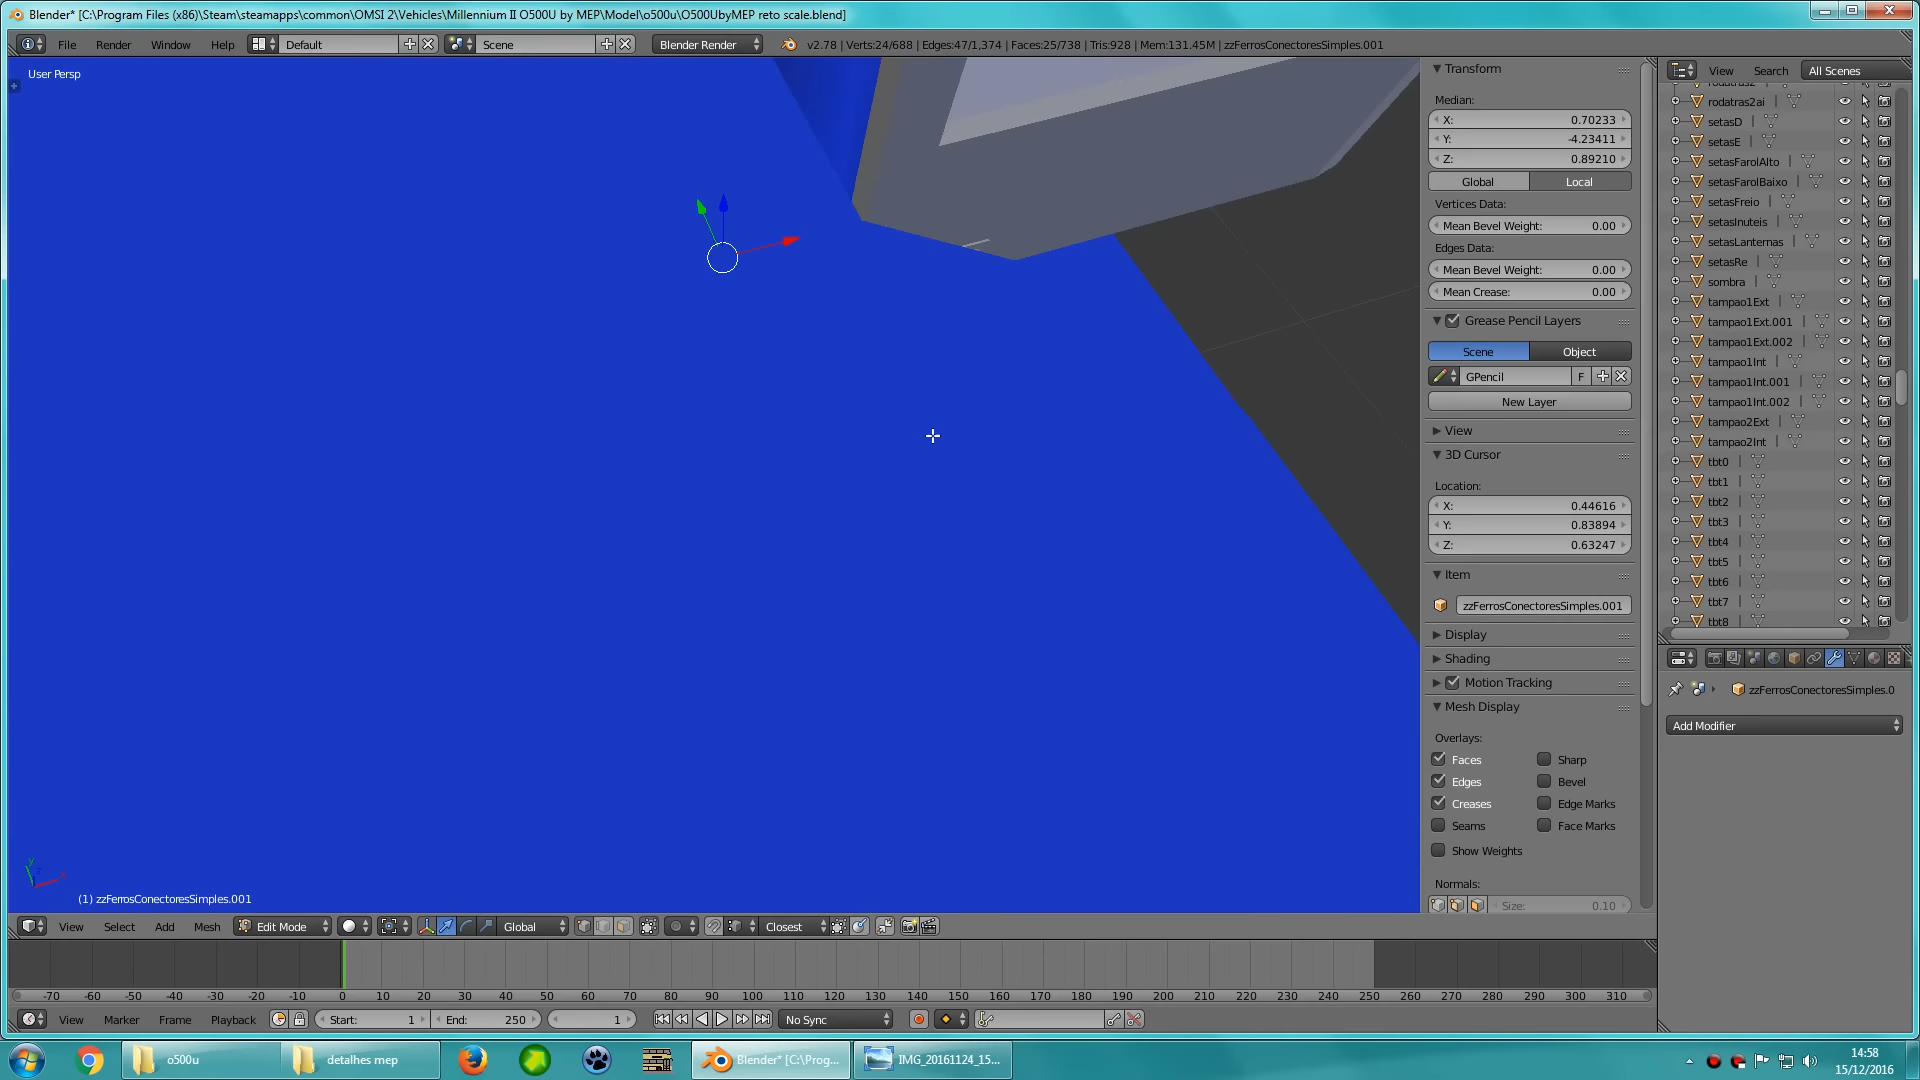 Blender* [C:\Program Files (x86)\Steam\steamapps\common\OMSI 2\Vehicles\Millennium II O500U by MEP\Model\o500u\O500UbyMEP reto scale.blend]
File Render Window Help Default Scene Blender Render v2.78 | Verts:24/688 | Edges:47/1,374 | Faces:25/738 | Tris:928 | Mem:131.45M | zzFerrosConectoresSimples.001
User Persp
(1) zzFerrosConectoresSimples.001
Transform
Median:
X: 0.70233
Y: -4.23411
Z: 0.89210
Global Local
Vertices Data:
Mean Bevel Weight: 0.00
Edges Data:
Mean Bevel Weight: 0.00
Mean Crease: 0.00
Grease Pencil Layers
Scene Object
GPencil F
New Layer
View
3D Cursor
Location:
X: 0.44616
Y: 0.83894
Z: 0.63247
Item
zzFerrosConectoresSimples.001
Display
Shading
Motion Tracking
Mesh Display
Overlays:
Faces Sharp
Edges Bevel
Creases Edge Marks
Seams Face Marks
Show Weights
Normals:
Size: 0.10
View Search All Scenes
rodatras2ai
setasD
setasE
setasFarolAlto
setasFarolBaixo
setasFreio
setasInuteis
setasLanternas
setasRe
sombra
tampao1Ext
tampao1Ext.001
tampao1Ext.002
tampao1Int
tampao1Int.001
tampao1Int.002
tampao2Ext
tampao2Int
tbt0
tbt1
tbt2
tbt3
tbt4
tbt5
tbt6
tbt7
tbt8
zzFerrosConectoresSimples.0
Add Modifier
View Select Add Mesh Edit Mode Global Closest
-70 -60 -50 -40 -30 -20 -10 0 10 20 30 40 50 60 70 80 90 100 110 120 130 140 150 160 170 180 190 200 210 220 230 240 250 260 270 280 290 300 310
View Marker Frame Playback Start: 1 End: 250 1 No Sync
o500u detalhes mep Blender* [C:\Prog... IMG_20161124_15...
14:58
15/12/2016